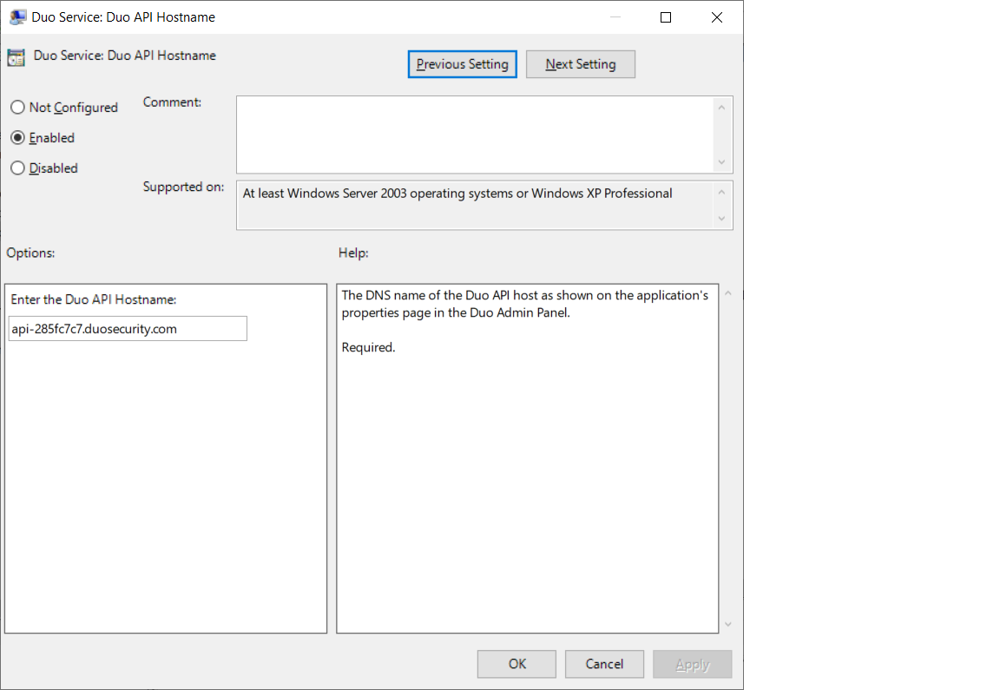 Duo Service: Duo API Hostname
Duo Service: Duo API Hostname
Previous Setting
Next Setting
Not Configured
Comment:
Enabled
Disabled
Supported on:
At least Windows Server 2003 operating systems or Windows XP Professional
Options:
Help:
Enter the Duo API Hostname:
api-285fc7c7.duosecurity.com
The DNS name of the Duo API host as shown on the application's
properties page in the Duo Admin Panel.
Required.
OK
Cancel
Apply